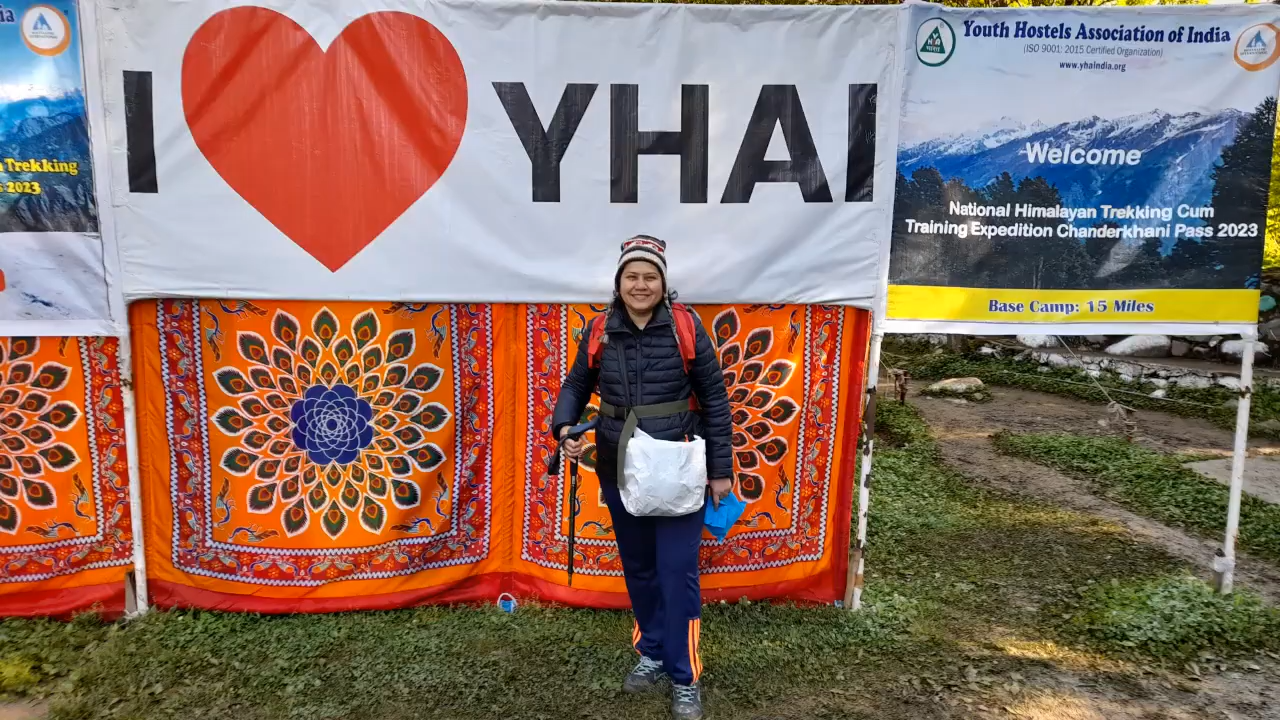 ia
Trekking
s 2023
I ❤ YHAI
Youth Hostels Association of India
(ISO 9001: 2015 Certified Organization)
www.yhaindia.org
Welcome
National Himalayan Trekking Cum
Training Expedition Chanderkhani Pass 2023
Base Camp: 15 Miles